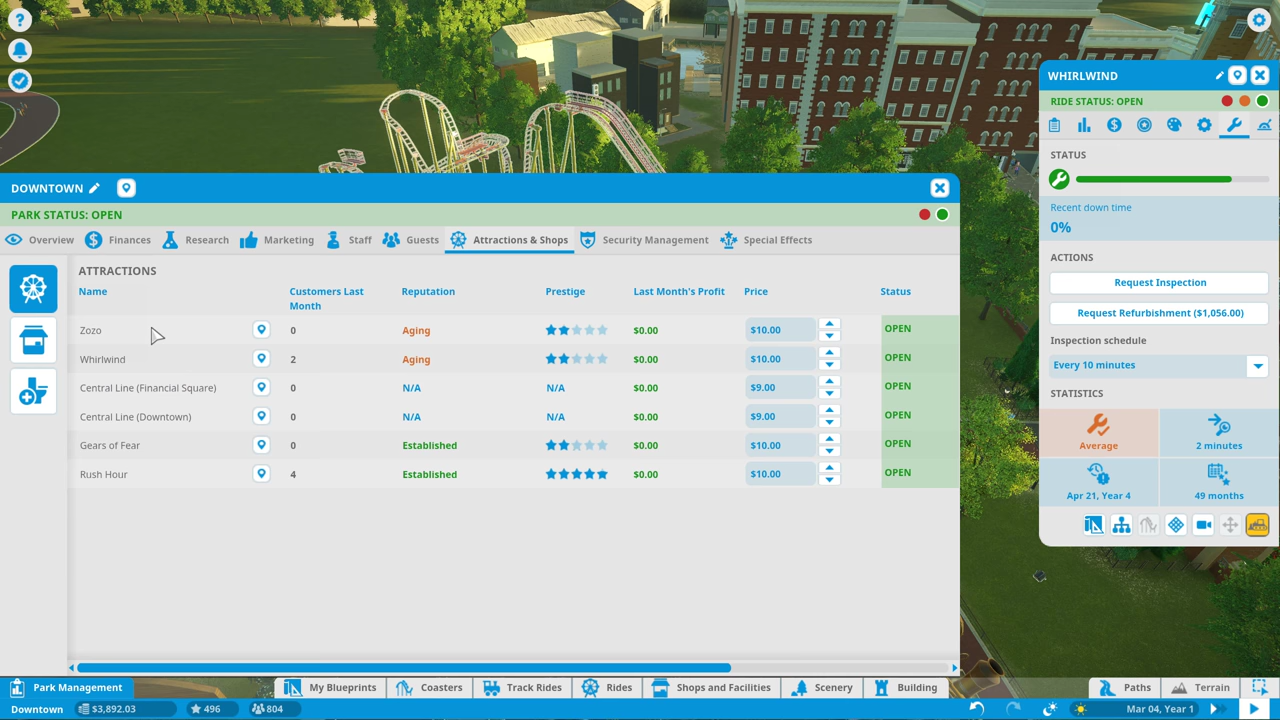 WHIRLWIND
RIDE STATUS: OPEN
STATUS
Recent down time
0%
ACTIONS
Request Inspection
Request Refurbishment ($1,056.00)
Inspection schedule
Every 10 minutes
STATISTICS
Average
2 minutes
Apr 21, Year 4
49 months
DOWNTOWN
PARK STATUS: OPEN
Overview Finances Research Marketing Staff Guests Attractions & Shops Security Management Special Effects
ATTRACTIONS
Name Customers Last Month Reputation Prestige Last Month's Profit Price Status
Zozo 0 Aging $0.00 $10.00 OPEN
Whirlwind 2 Aging $0.00 $10.00 OPEN
Central Line (Financial Square) 0 N/A N/A $0.00 $9.00 OPEN
Central Line (Downtown) 0 N/A N/A $0.00 $9.00 OPEN
Gears of Fear 0 Established $0.00 $10.00 OPEN
Rush Hour 4 Established $0.00 $10.00 OPEN
Park Management My Blueprints Coasters Track Rides Rides Shops and Facilities Scenery Building Paths Terrain
Downtown $3,892.03 496 804 Mar 04, Year 1